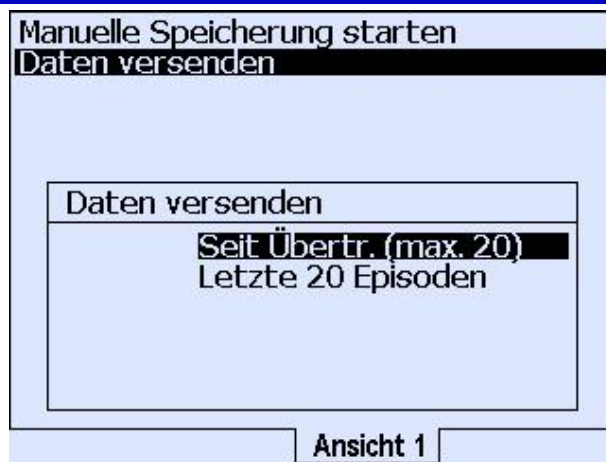 Manuelle Speicherung starten
Daten versenden
Daten versenden
Seit Übertr. (max. 20)
Letzte 20 Episoden
Ansicht 1